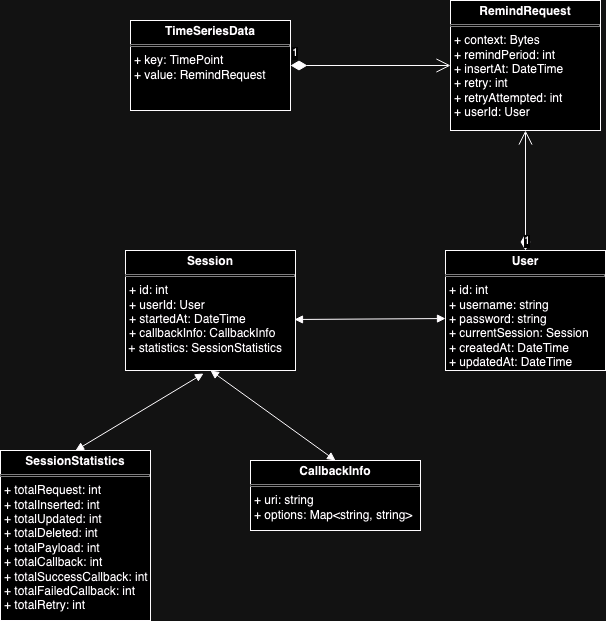 TimeSeriesData
+ key: TimePoint
+ value: RemindRequest
1
RemindRequest
+ context: Bytes
+ remindPeriod: int
+ insertAt: DateTime
+ retry: int
+ retryAttempted: int
+ userId: User
1
Session
+ id: int
+ userId: User
+ startedAt: DateTime
+ callbackInfo: CallbackInfo
+ statistics: SessionStatistics
User
+ id: int
+ username: string
+ password: string
+ currentSession: Session
+ createdAt: DateTime
+ updatedAt: DateTime
SessionStatistics
+ totalRequest: int
+ totalInserted: int
+ totalUpdated: int
+ totalDeleted: int
+ totalPayload: int
+ totalCallback: int
+ totalSuccessCallback: int
+ totalFailedCallback: int
+ totalRetry: int
CallbackInfo
+ uri: string
+ options: Map<string, string>